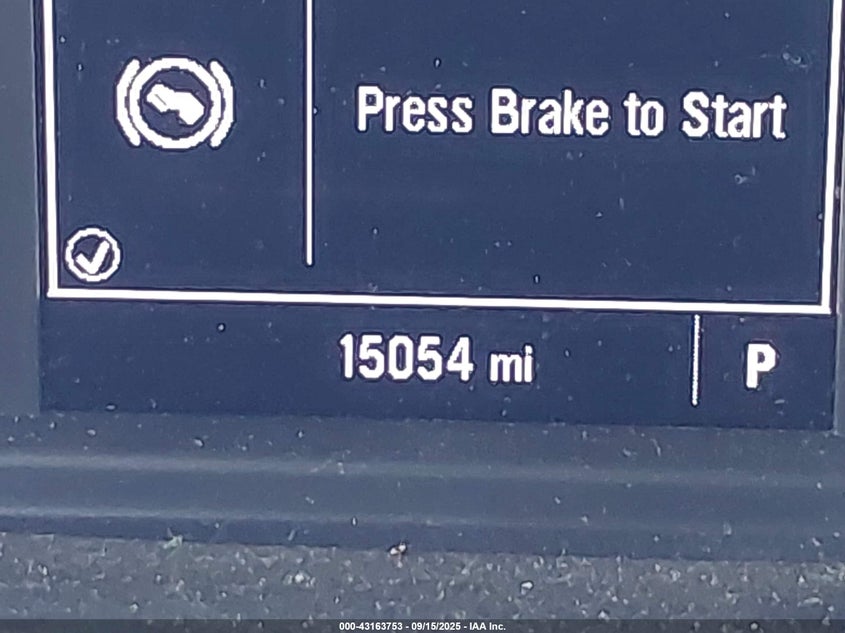 Press Brake to Start
15054 mi
P
000-43163753 - 09/15/2025 - IAA Inc.